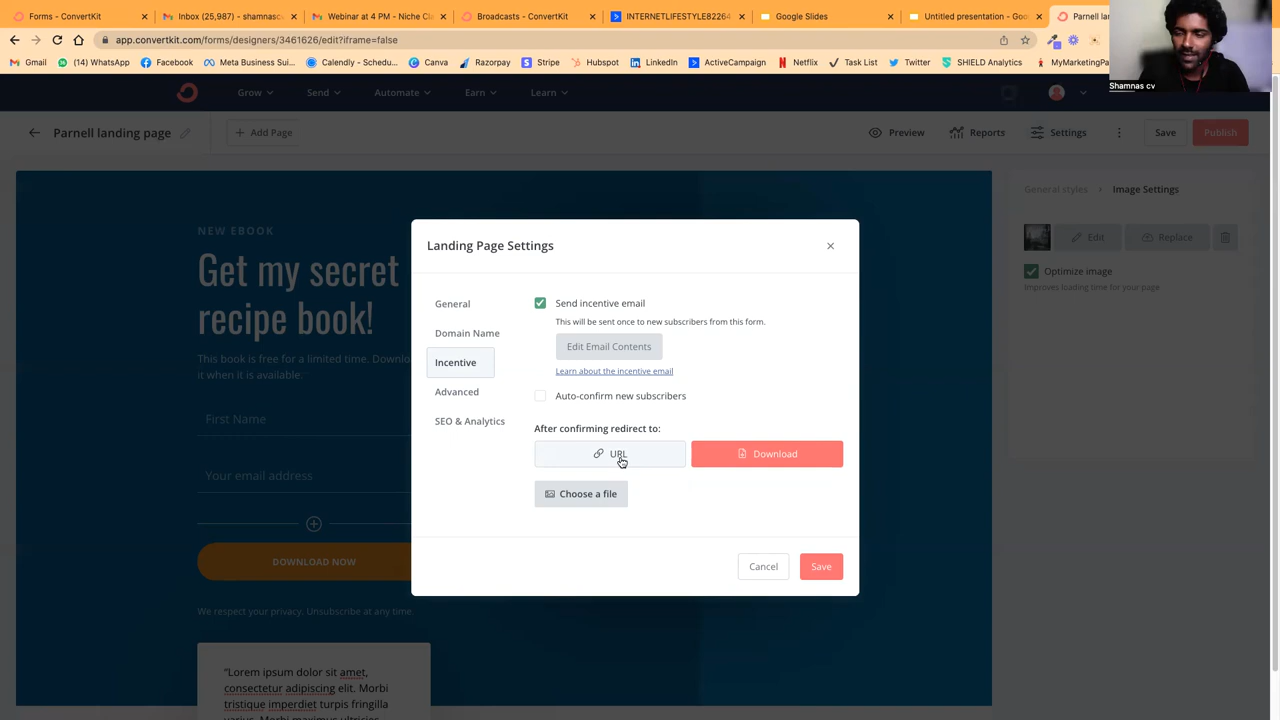 Forms - ConvertKit
Inbox (25,987) - shamnasc
Webinar at 4 PM - Niche Cl
Broadcasts - ConvertKit
INTERNETLIFESTYLE82264
Google Slides
Untitled presentation - Goo
Parnell lan
app.convertkit.com/forms/designers/3461626/edit?iframe=false
Gmail
(14) WhatsApp
Facebook
Meta Business Sui...
Calendly - Schedu...
Canva
Razorpay
Stripe
Hubspot
LinkedIn
ActiveCampaign
Netflix
Task List
Twitter
SHIELD Analytics
MyMarketingPa
Shamnas cv
Grow
Send
Automate
Earn
Learn
Parnell landing page
Add Page
Preview
Reports
Settings
Save
Publish
General styles
Image Settings
Edit
Replace
Optimize image
Improves loading time for your page
NEW EBOOK
Get my secret
recipe book!
This book is free for a limited time. Downlo
it when it is available.
First Name
Your email address
DOWNLOAD NOW
We respect your privacy. Unsubscribe at any time.
"Lorem ipsum dolor sit amet,
consectetur adipiscing elit. Morbi
tristique imperdiet turpis fringilla
varius. Morbi maximus ultricies
Landing Page Settings
General
Domain Name
Incentive
Advanced
SEO & Analytics
Send incentive email
This will be sent once to new subscribers from this form.
Edit Email Contents
Learn about the incentive email
Auto-confirm new subscribers
After confirming redirect to:
URL
Download
Choose a file
Cancel
Save